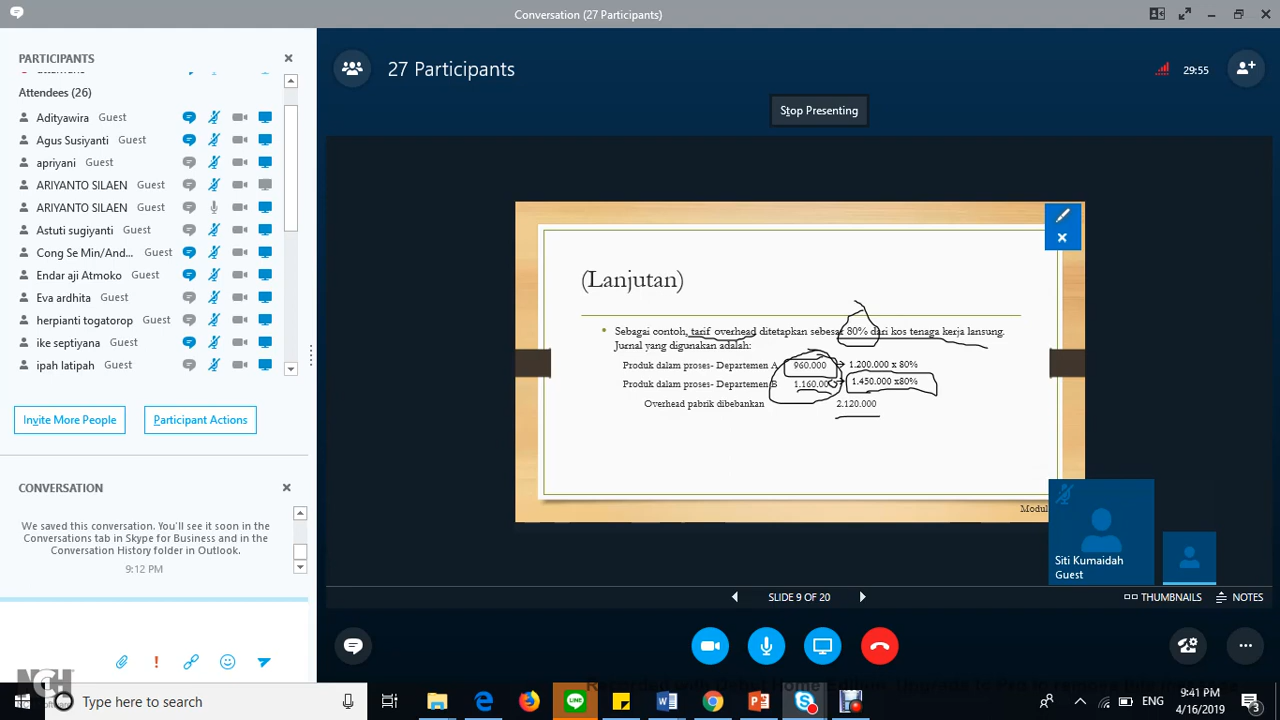 Conversation (27 Participants)
PARTICIPANTS
Attendees (26)
Adityawira Guest
Agus Susiyanti Guest
apriyani Guest
ARIYANTO SILAEN Guest
ARIYANTO SILAEN Guest
Astuti sugiyanti Guest
Cong Se Min/And... Guest
Endar aji Atmoko Guest
Eva ardhita Guest
herpianti togatorop Guest
ike septiyana Guest
ipah latipah Guest
Invite More People
Participant Actions
CONVERSATION
We saved this conversation. You'll see it soon in the
Conversations tab in Skype for Business and in the
Conversation History folder in Outlook.
9:12 PM
27 Participants
29:55
Stop Presenting
(Lanjutan)
• Sebagai contoh, tarif overhead ditetapkan sebesar 80% dari kos tenaga kerja lansung.
Jurnal yang digunakan adalah:
Produk dalam proses- Departemen A 960.000 1.200.000 x 80%
Produk dalam proses- Departemen B 1.160.000 1.450.000 x80%
Overhead pabrik dibebankan 2.120.000
Modul
Siti Kumaidah
Guest
SLIDE 9 OF 20
THUMBNAILS
NOTES
NCH
Software
Type here to search
ENG
9:41 PM
4/16/2019
3